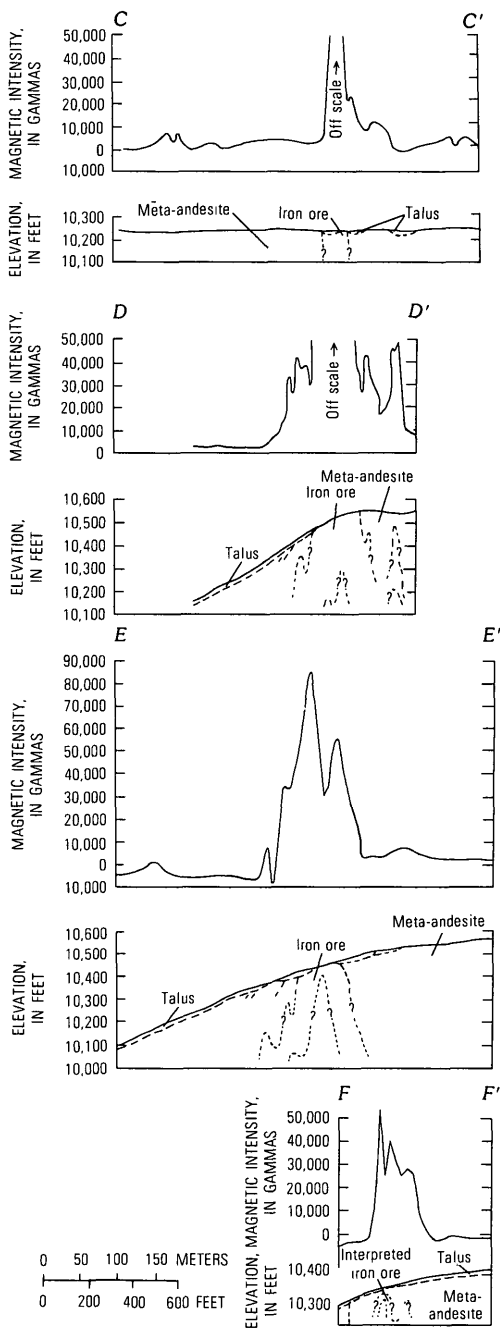 C C'
MAGNETIC INTENSITY,
IN GAMMAS
50,000
40,000
30,000
20,000
10,000
0
10,000
Off scale →
ELEVATION,
IN FEET
10,300
10,200
10,100
Meta-andesite
Iron ore
Talus
? ?
D D'
MAGNETIC INTENSITY,
IN GAMMAS
50,000
40,000
30,000
20,000
10,000
0
Off scale →
ELEVATION,
IN FEET
10,600
10,500
10,400
10,300
10,200
10,100
Meta-andesite
Iron ore
Talus
? ? ?
? ? ? ?
E E'
MAGNETIC INTENSITY,
IN GAMMAS
90,000
80,000
70,000
60,000
50,000
40,000
30,000
20,000
10,000
0
10,000
ELEVATION,
IN FEET
10,600
10,500
10,400
10,300
10,200
10,100
10,000
Meta-andesite
Iron ore
Talus
? ? ? ?
F F'
MAGNETIC INTENSITY,
IN GAMMAS
50,000
40,000
30,000
20,000
10,000
0
ELEVATION,
IN FEET
10,400
10,300
Interpreted
iron ore
Talus
Meta-
andesite
? ? ? ?
0 50 100 150 METERS
0 200 400 600 FEET